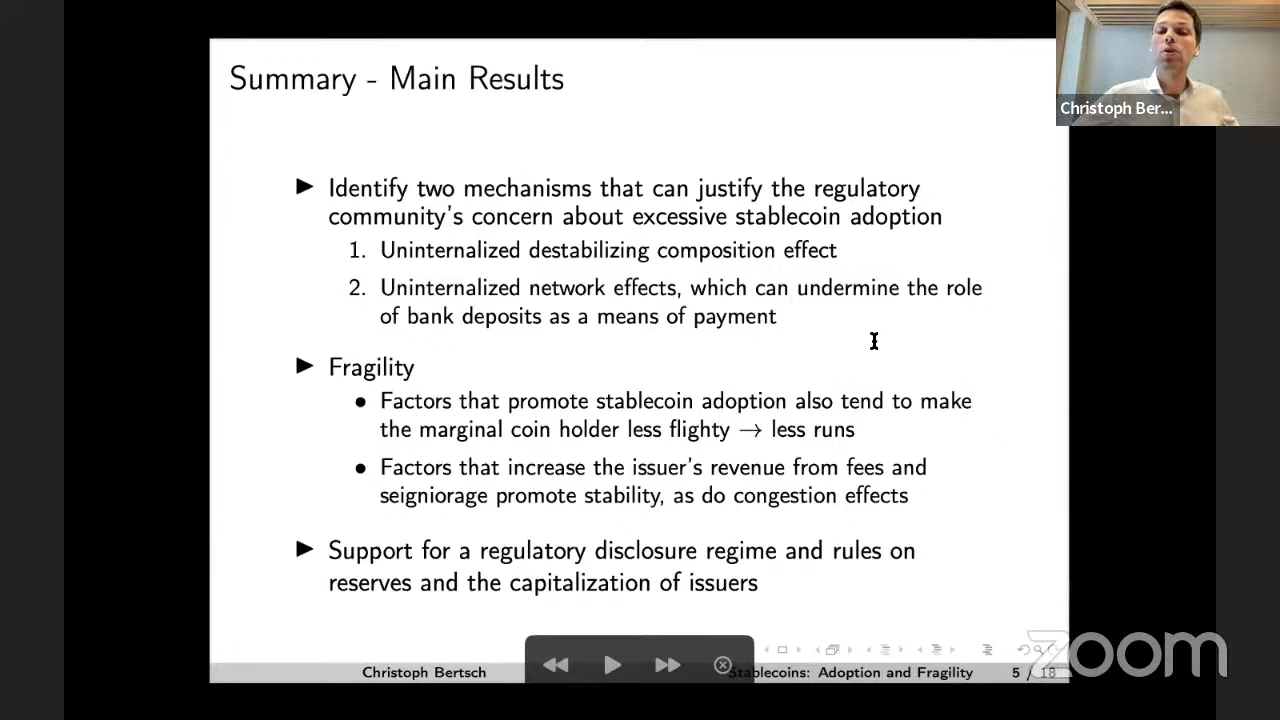 Summary - Main Results
Christoph Ber...
▶ Identify two mechanisms that can justify the regulatory
community's concern about excessive stablecoin adoption
1. Uninternalized destabilizing composition effect
2. Uninternalized network effects, which can undermine the role
of bank deposits as a means of payment
▶ Fragility
• Factors that promote stablecoin adoption also tend to make
the marginal coin holder less flighty → less runs
• Factors that increase the issuer's revenue from fees and
seigniorage promote stability, as do congestion effects
▶ Support for a regulatory disclosure regime and rules on
reserves and the capitalization of issuers
zoom
Christoph Bertsch
Stablecoins: Adoption and Fragility
5 / 18